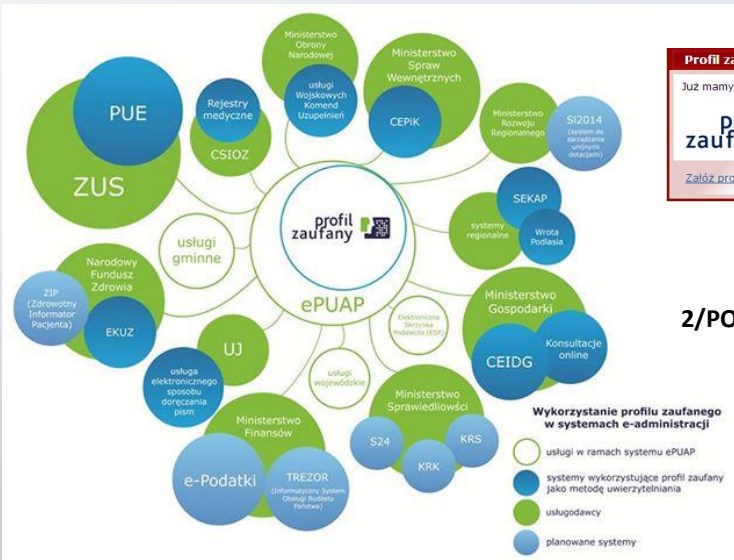 Ministerstwo
Obrony
Narodowej
usługi
Wojskowych
Komend
Uzupełnień
Ministerstwo
Spraw
Wewnętrznych
CEPiK
PUE
ZUS
Rejestry
medyczne
CSIOZ
Ministerstwo
Rozwoju
Regionalnego
SI2014
(system do
zarządzania
unijnymi
dotacjami)
Profil za
Już mamy
p
zauf
Załóż pro
SEKAP
systemy
regionalne
Wrota
Podlasia
profil
zaufany
ePUAP
usługi
gminne
Narodowy
Fundusz
Zdrowia
ZIP
(Zdrowotny
Informator
Pacjenta)
EKUZ
Ministerstwo
Gospodarki
CEIDG
Konsultacje
online
2/PO
Elektroniczna
Skrzynka
Podawcza (ESP)
UJ
usługa
elektronicznego
sposobu
doręczania
pism
usługi
wojewódzkie
Ministerstwo
Sprawiedliwości
S24
KRK
KRS
Ministerstwo
Finansów
e-Podatki
TREZOR
(Informatyczny System
Obsługi Budżetu
Państwa)
Wykorzystanie profilu zaufanego
w systemach e-administracji
usługi w ramach systemu ePUAP
systemy wykorzystujące profil zaufany
jako metodę uwierzytelniania
usługodawcy
planowane systemy